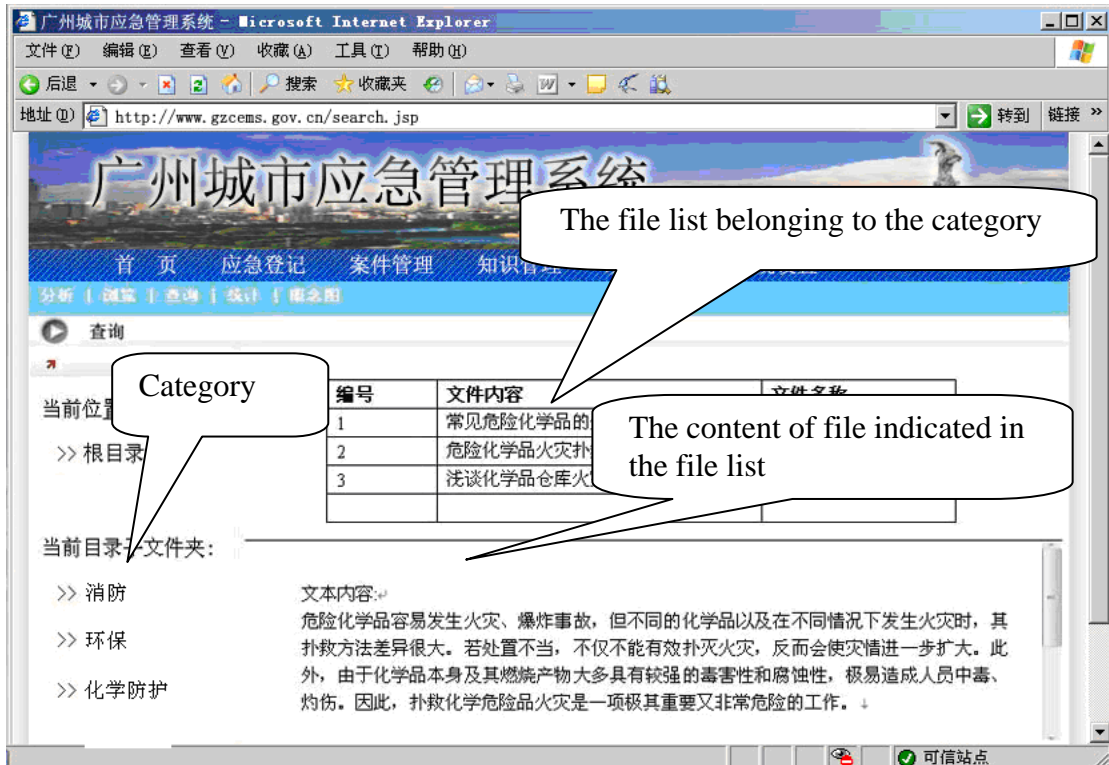 广州城市应急管理系统 - Microsoft Internet Explorer
文件(F) 编辑(E) 查看(V) 收藏(A) 工具(T) 帮助(H)
后退 搜索 收藏夹
地址(D) http://www.gzcems.gov.cn/search.jsp 转到 链接 »
广州城市应急管理系统
The file list belonging to the category
首 页 应急登记 案件管理 知识管理
分析 | 浏览 | 查询 | 统计 | 概念图
查询
Category
编号 文件内容 文件名称
当前位置
1 常见危险化学品的
The content of file indicated in
the file list
>> 根目录
2 危险化学品火灾扑
3 浅谈化学品仓库火
当前目录子文件夹:
>> 消防
>> 环保
>> 化学防护
文本内容:
危险化学品容易发生火灾、爆炸事故，但不同的化学品以及在不同情况下发生火灾时，其
扑救方法差异很大。若处置不当，不仅不能有效扑灭火灾，反而会使灾情进一步扩大。此
外，由于化学品本身及其燃烧产物大多具有较强的毒害性和腐蚀性，极易造成人员中毒、
灼伤。因此，扑救化学危险品火灾是一项极其重要又非常危险的工作。
可信站点